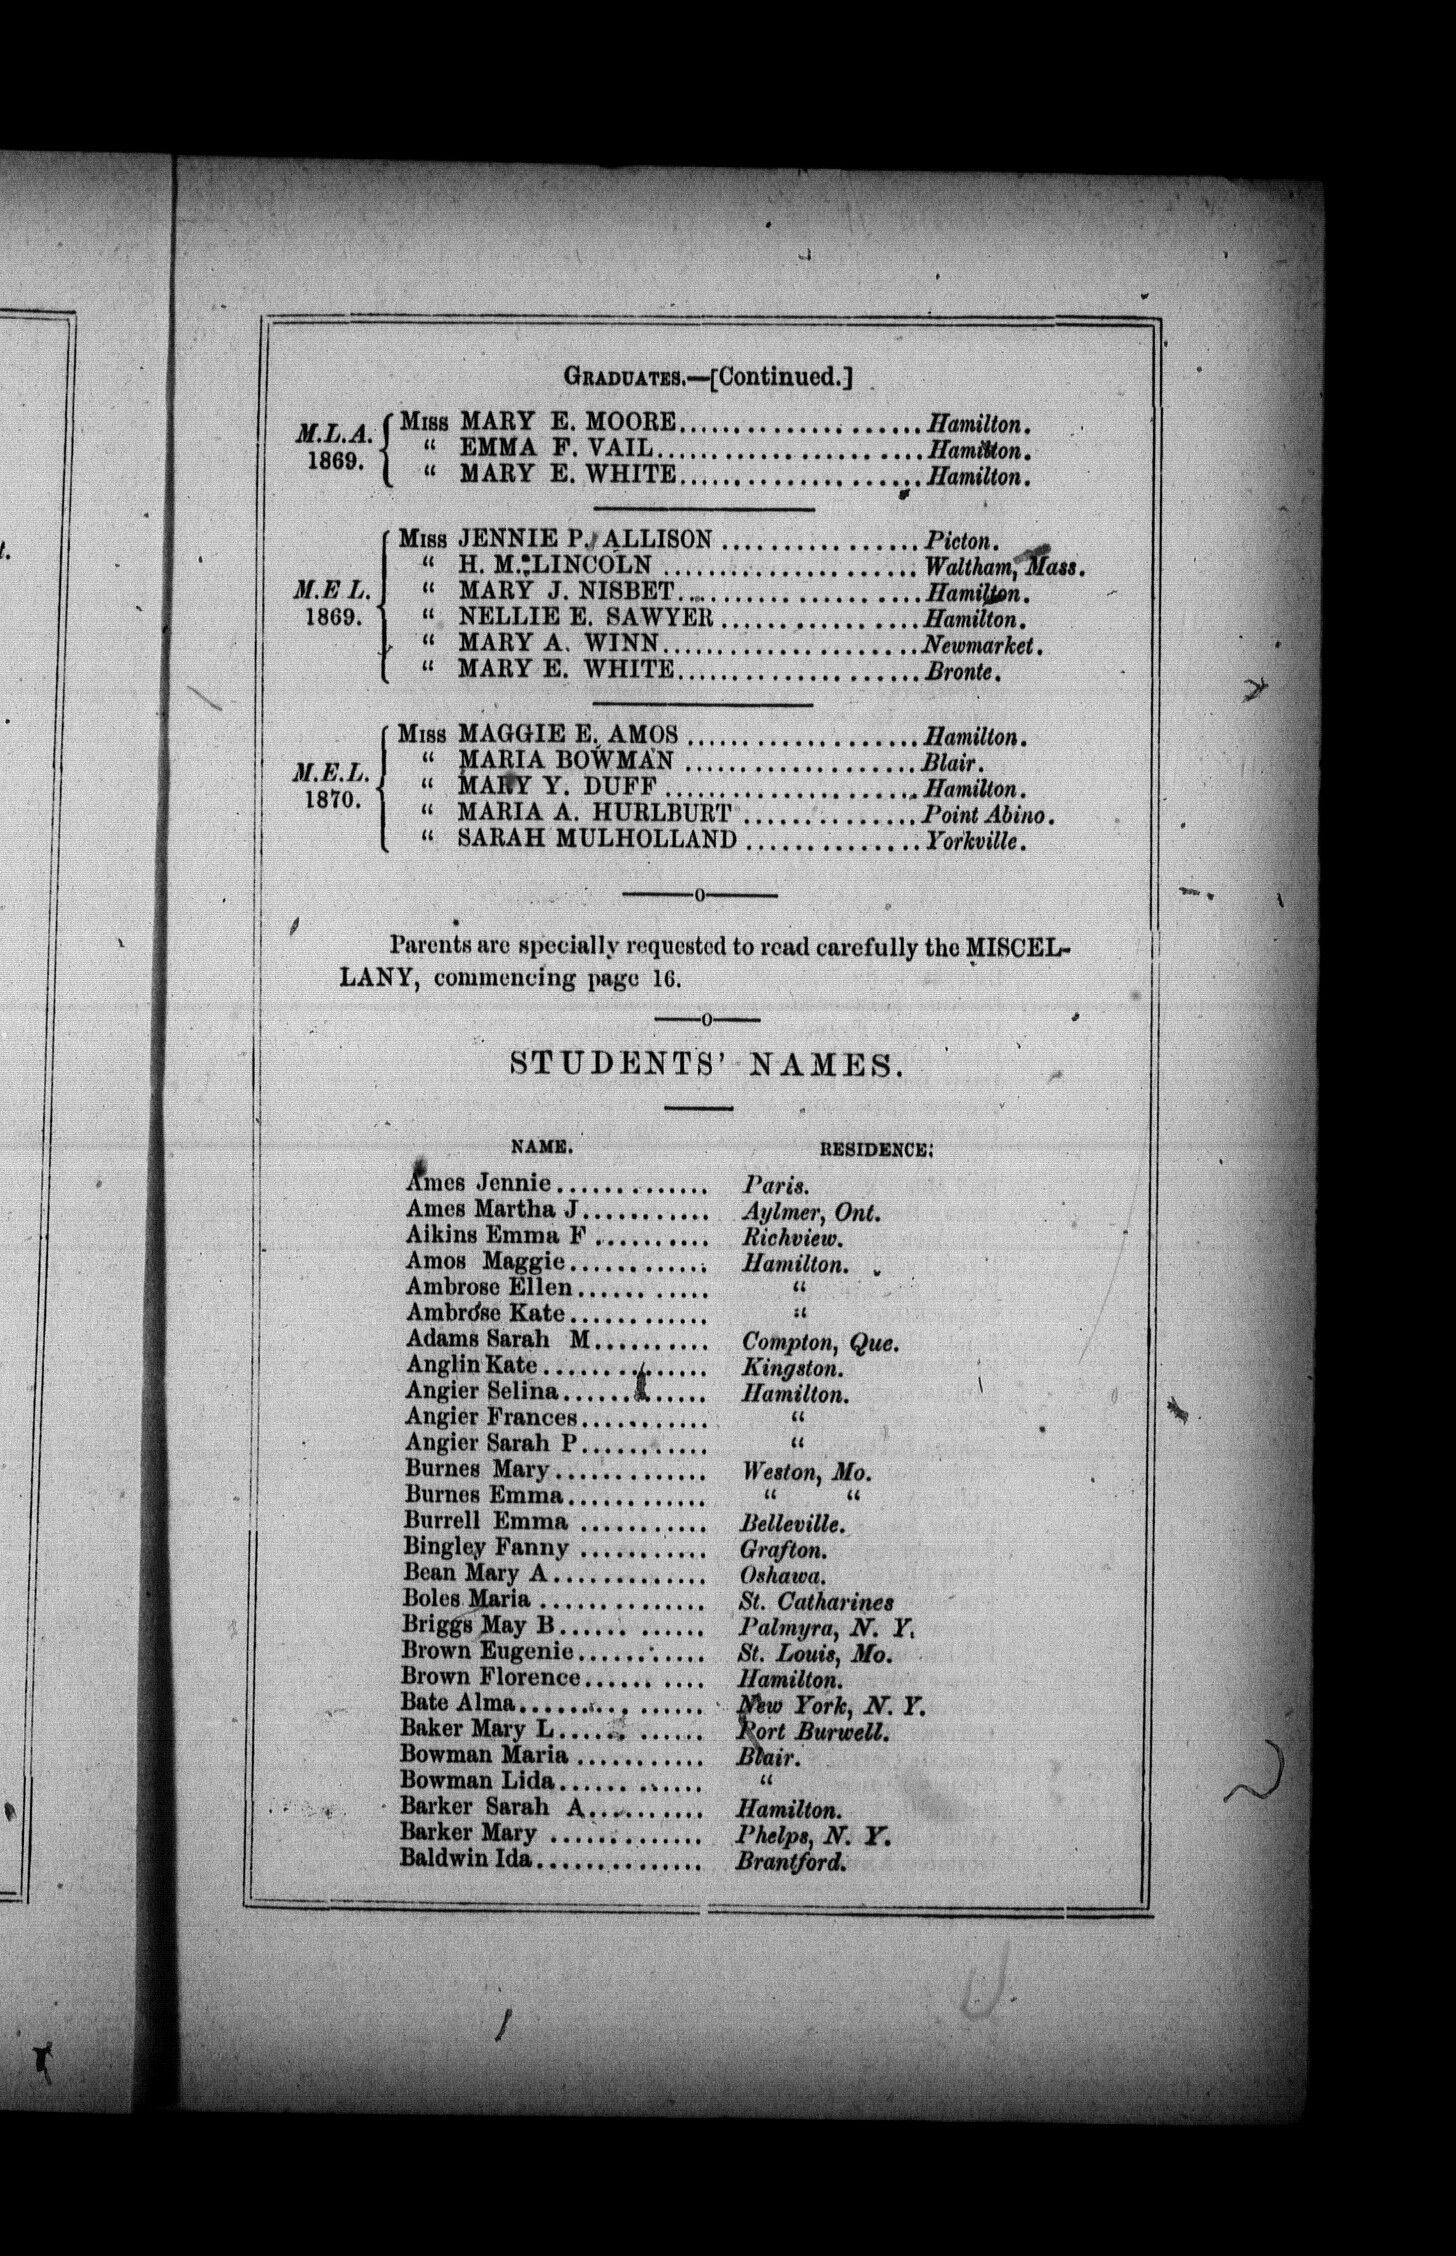 GRADUATES.—[Continued.]
M.L.A. 1869.
Miss MARY E. MOORE.................... Hamilton.
“ EMMA F. VAIL...................... Hamilton.
“ MARY E. WHITE.................... Hamilton.
M.E L. 1869.
Miss JENNIE P. ALLISON ................ Picton.
“ H. M. LINCOLN ..................... Waltham, Mass.
“ MARY J. NISBET.................... Hamilton.
“ NELLIE E. SAWYER ................ Hamilton.
“ MARY A. WINN..................... Newmarket.
“ MARY E. WHITE.................... Bronte.
M.E.L. 1870.
Miss MAGGIE E. AMOS ................... Hamilton.
“ MARIA BOWMAN ................... Blair.
“ MARY Y. DUFF ..................... Hamilton.
“ MARIA A. HURLBURT .............. Point Abino.
“ SARAH MULHOLLAND .............. Yorkville.
——o——
Parents are specially requested to read carefully the MISCEL-
LANY, commencing page 16.
——o——
STUDENTS' NAMES.
NAME. RESIDENCE:
Ames Jennie............. Paris.
Ames Martha J........... Aylmer, Ont.
Aikins Emma F .......... Richview.
Amos Maggie............ Hamilton.
Ambrose Ellen........... “
Ambrose Kate............ “
Adams Sarah M.......... Compton, Que.
Anglin Kate.............. Kingston.
Angier Selina............ Hamilton.
Angier Frances........... “
Angier Sarah P........... “
Burnes Mary............. Weston, Mo.
Burnes Emma............ “ “
Burrell Emma ........... Belleville.
Bingley Fanny ........... Grafton.
Bean Mary A............. Oshawa.
Boles Maria .............. St. Catharines
Briggs May B............ Palmyra, N. Y.
Brown Eugenie........... St. Louis, Mo.
Brown Florence.......... Hamilton.
Bate Alma............... New York, N. Y.
Baker Mary L............ Port Burwell.
Bowman Maria ........... Blair.
Bowman Lida............ “
Barker Sarah A.......... Hamilton.
Barker Mary ............. Phelps, N. Y.
Baldwin Ida.............. Brantford.